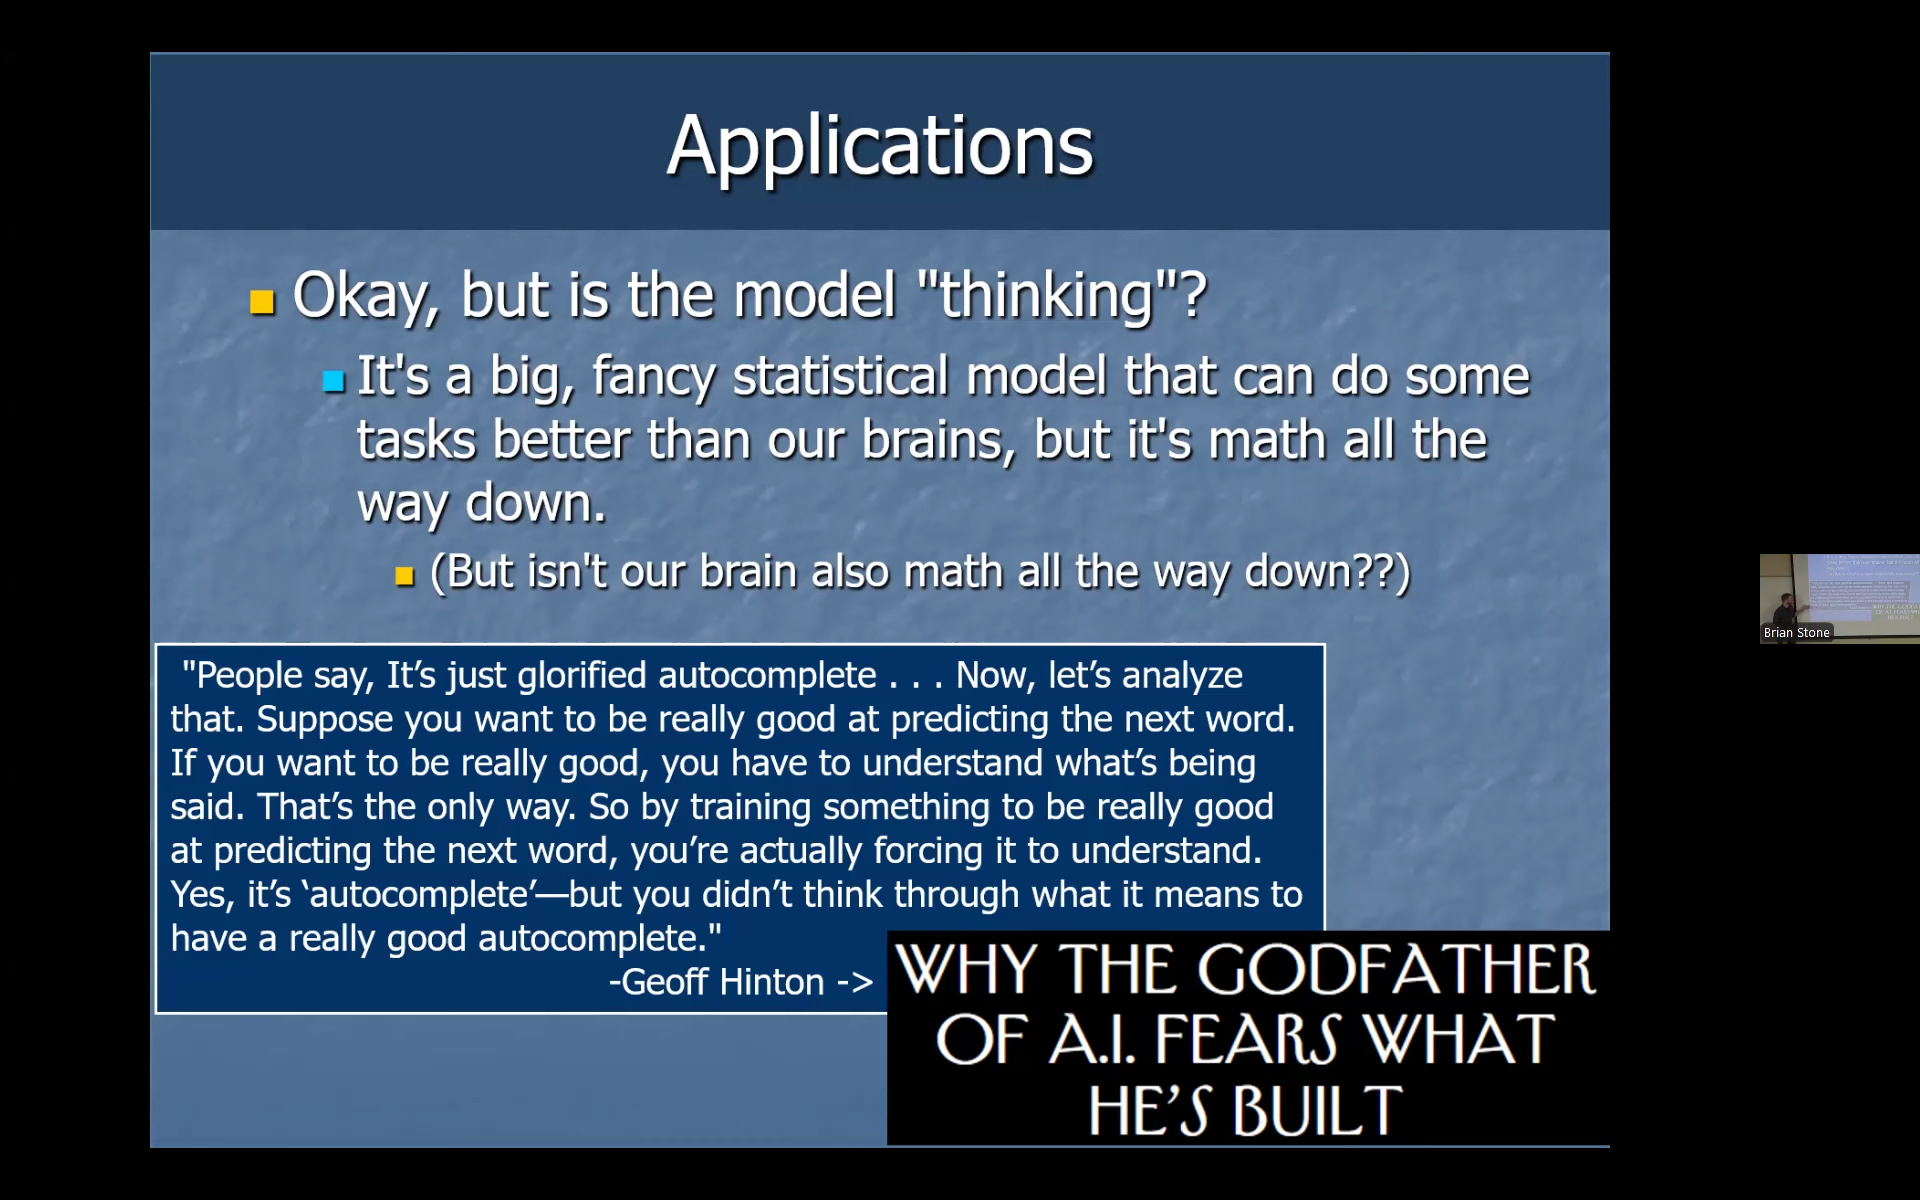 Applications
Okay, but is the model "thinking"?
It's a big, fancy statistical model that can do some
tasks better than our brains, but it's math all the
way down.
(But isn't our brain also math all the way down??)
"People say, It’s just glorified autocomplete . . . Now, let’s analyze
that. Suppose you want to be really good at predicting the next word.
If you want to be really good, you have to understand what’s being
said. That’s the only way. So by training something to be really good
at predicting the next word, you’re actually forcing it to understand.
Yes, it’s ‘autocomplete’—but you didn’t think through what it means to
have a really good autocomplete."
-Geoff Hinton ->
WHY THE GODFATHER
OF A.I. FEARS WHAT
HE’S BUILT
Brian Stone